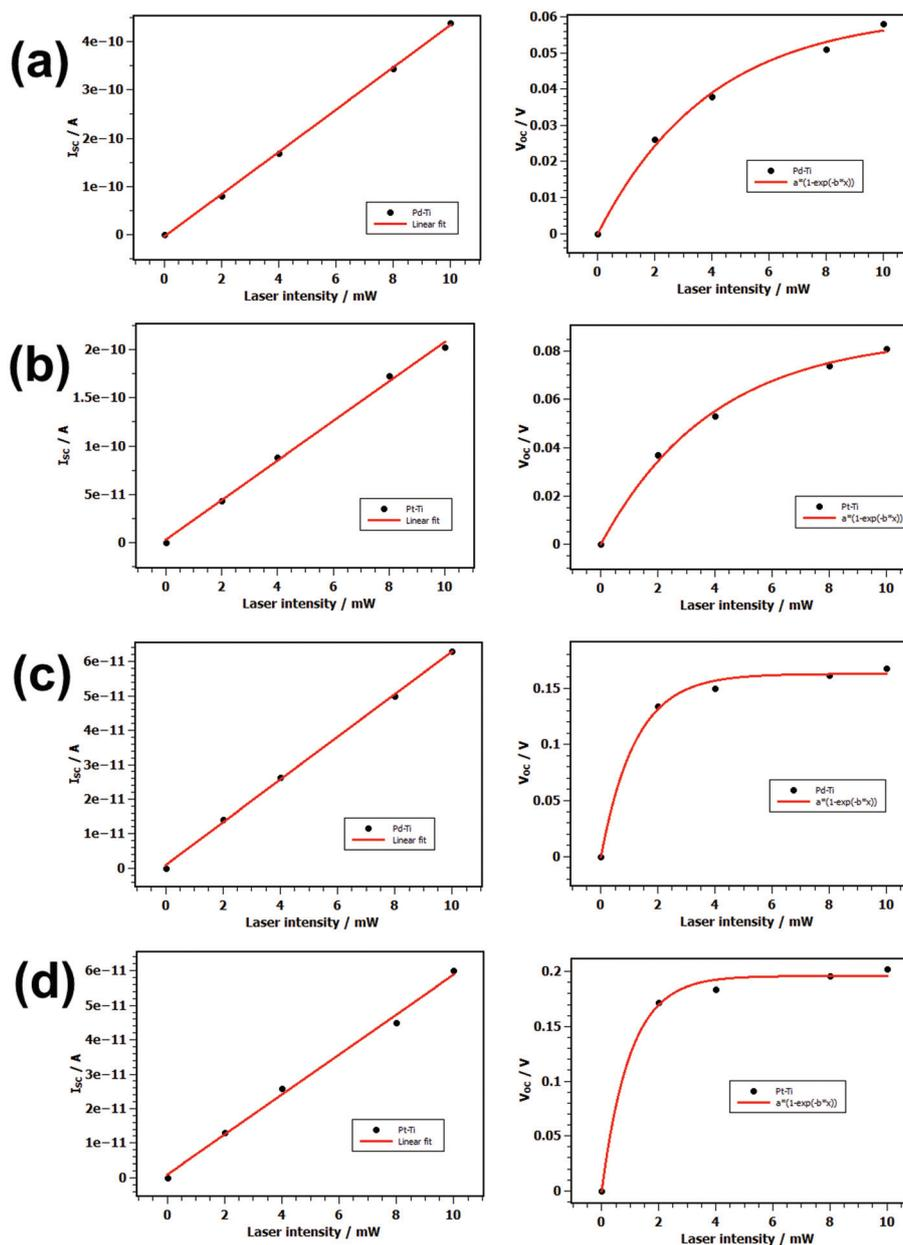 (a)
4e−10
3e−10
2e−10
1e−10
0
I_SC / A
Pd-Ti
Linear fit
0 2 4 6 8 10
Laser intensity / mW
0.06
0.05
0.04
0.03
0.02
0.01
0
V_OC / V
Pd-Ti
a*(1-exp(-b*x))
0 2 4 6 8 10
Laser intensity / mW
(b)
2e−10
1.5e−10
1e−10
5e−11
0
I_SC / A
Pt-Ti
Linear fit
0 2 4 6 8 10
Laser intensity / mW
0.08
0.06
0.04
0.02
0
V_OC / V
Pt-Ti
a*(1-exp(-b*x))
0 2 4 6 8 10
Laser intensity / mW
(c)
6e−11
5e−11
4e−11
3e−11
2e−11
1e−11
0
I_SC / A
Pd-Ti
Linear fit
0 2 4 6 8 10
Laser intensity / mW
0.15
0.1
0.05
0
V_OC / V
Pd-Ti
a*(1-exp(-b*x))
0 2 4 6 8 10
Laser intensity / mW
(d)
6e−11
5e−11
4e−11
3e−11
2e−11
1e−11
0
I_SC / A
Pt-Ti
Linear fit
0 2 4 6 8 10
Laser intensity / mW
0.2
0.15
0.1
0.05
0
V_OC / V
Pt-Ti
a*(1-exp(-b*x))
0 2 4 6 8 10
Laser intensity / mW